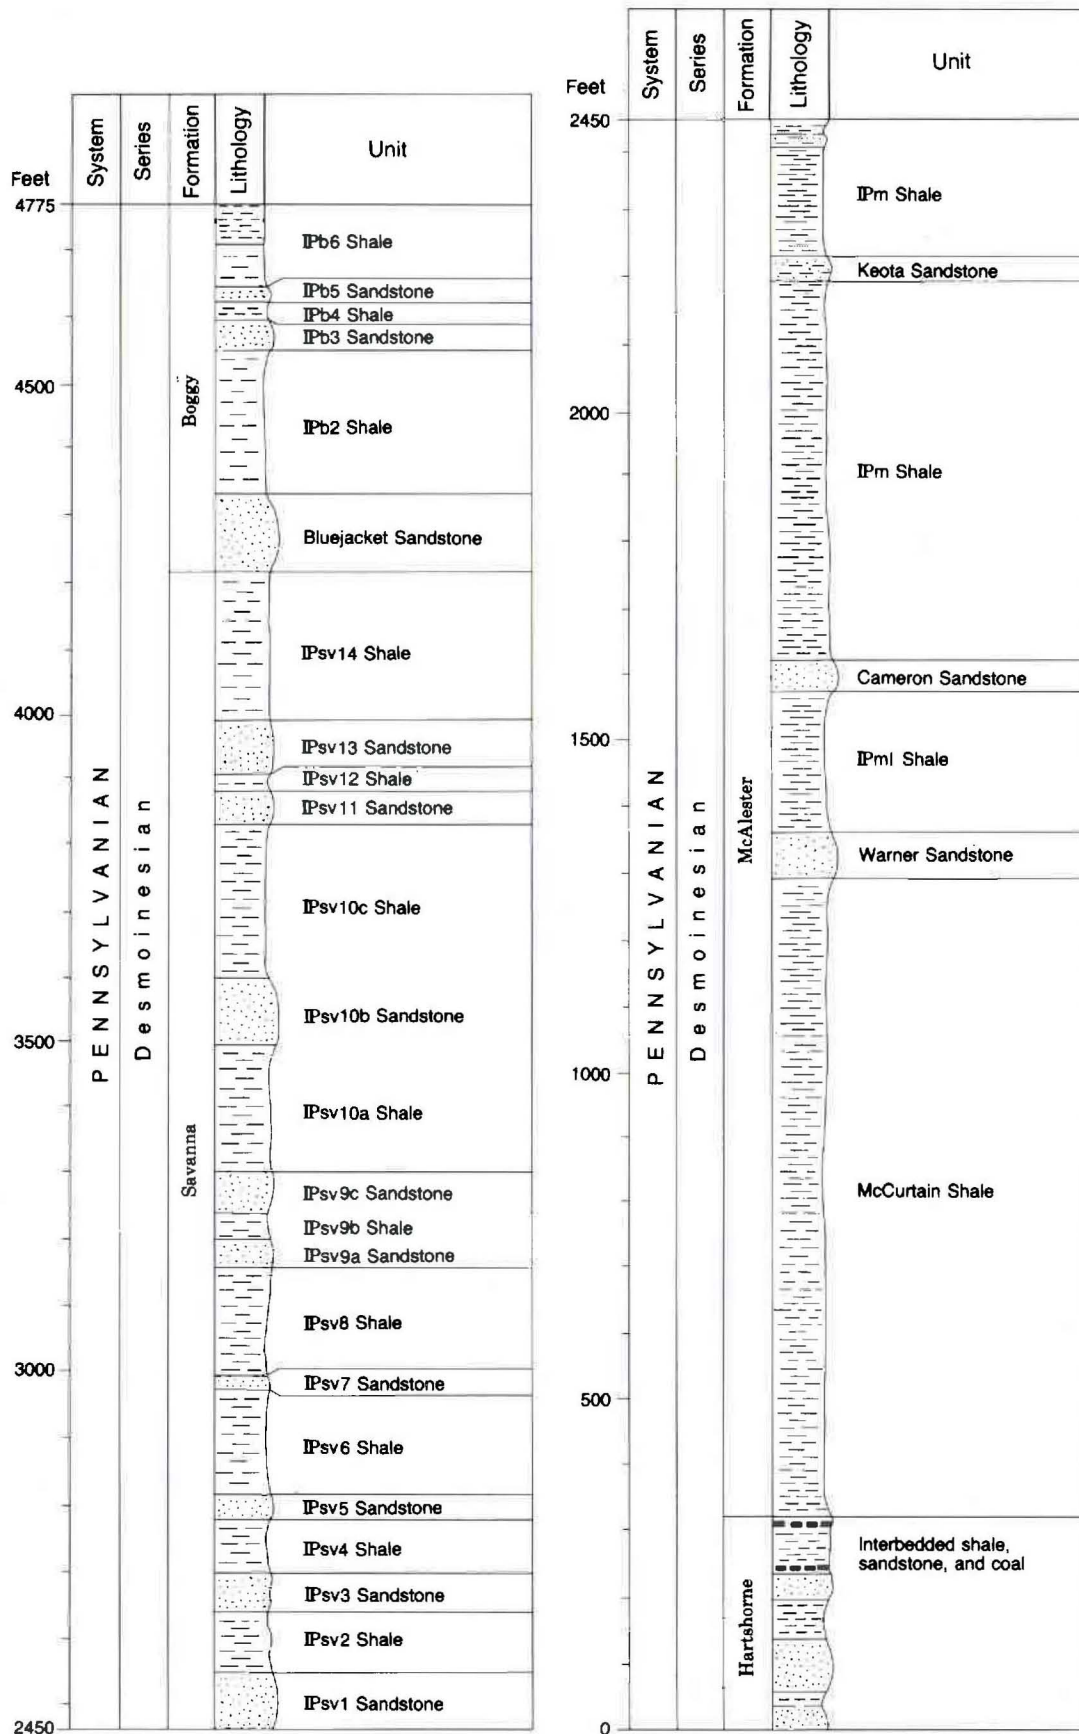 Feet
System
Series
Formation
Lithology
Unit
4775
4500
4000
3500
3000
2450
PENNSYLVANIAN
Desmoinesian
Boggy
Savanna
IPb6 Shale
IPb5 Sandstone
IPb4 Shale
IPb3 Sandstone
IPb2 Shale
Bluejacket Sandstone
IPsv14 Shale
IPsv13 Sandstone
IPsv12 Shale
IPsv11 Sandstone
IPsv10c Shale
IPsv10b Sandstone
IPsv10a Shale
IPsv9c Sandstone
IPsv9b Shale
IPsv9a Sandstone
IPsv8 Shale
IPsv7 Sandstone
IPsv6 Shale
IPsv5 Sandstone
IPsv4 Shale
IPsv3 Sandstone
IPsv2 Shale
IPsv1 Sandstone
Feet
System
Series
Formation
Lithology
Unit
2450
2000
1500
1000
500
0
PENNSYLVANIAN
Desmoinesian
McAlester
Hartshorne
IPm Shale
Keota Sandstone
IPm Shale
Cameron Sandstone
IPml Shale
Warner Sandstone
McCurtain Shale
Interbedded shale,
sandstone, and coal